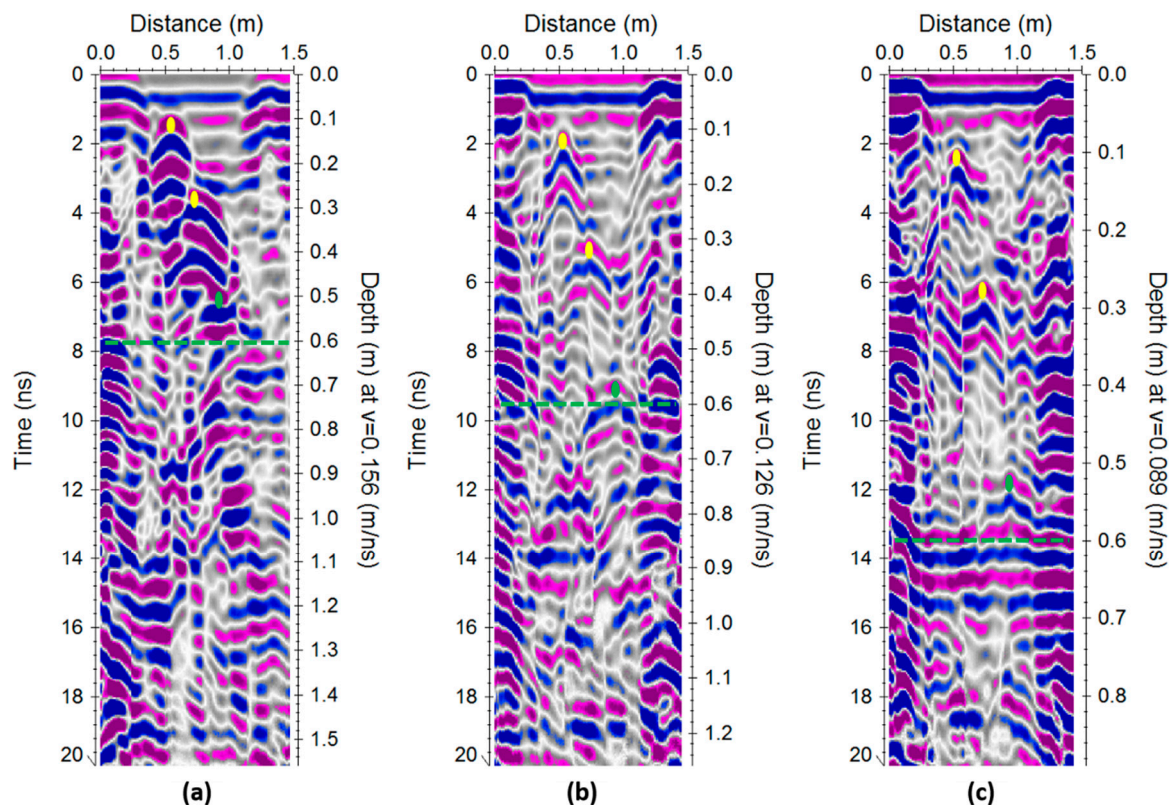 Distance (m)
0.0 0.5 1.0 1.5
0 2 4 6 8 10 12 14 16 18 20
Time (ns)
0.0 0.1 0.2 0.3 0.4 0.5 0.6 0.7 0.8 0.9 1.0 1.1 1.2 1.3 1.4 1.5
Depth (m) at v=0.156 (m/ns)
(a)
Distance (m)
0.0 0.5 1.0 1.5
0 2 4 6 8 10 12 14 16 18 20
Time (ns)
0.0 0.1 0.2 0.3 0.4 0.5 0.6 0.7 0.8 0.9 1.0 1.1 1.2
Depth (m) at v=0.126 (m/ns)
(b)
Distance (m)
0.0 0.5 1.0 1.5
0 2 4 6 8 10 12 14 16 18 20
Time (ns)
0.0 0.1 0.2 0.3 0.4 0.5 0.6 0.7 0.8
Depth (m) at v=0.089 (m/ns)
(c)